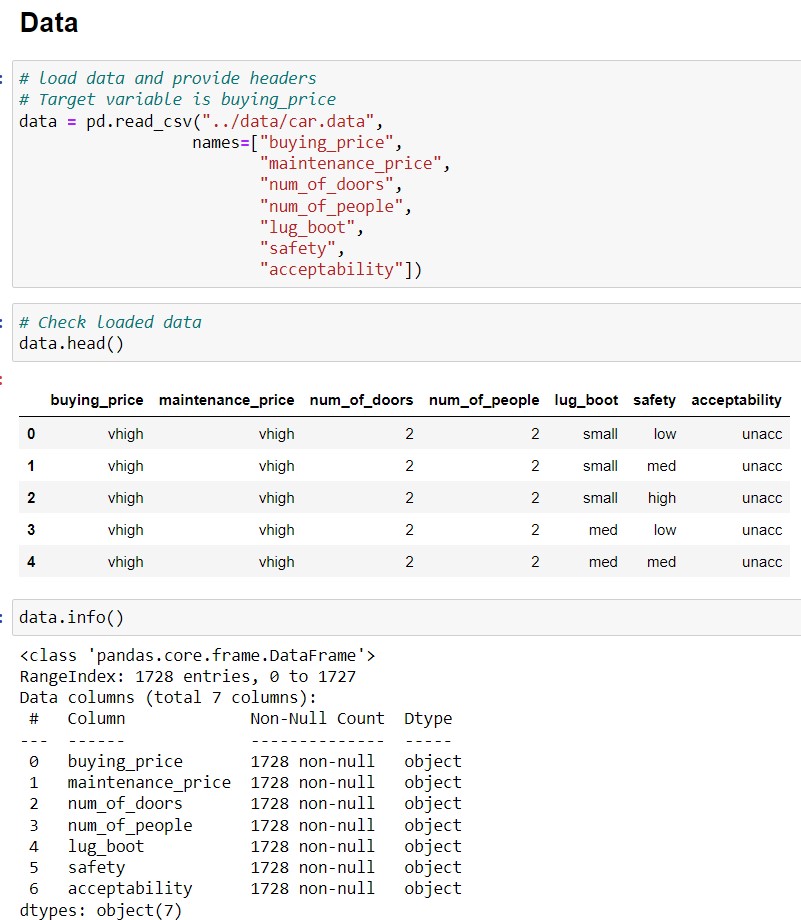 Data
# load data and provide headers
# Target variable is buying_price
data = pd.read_csv("../data/car.data",
names=["buying_price",
"maintenance_price",
"num_of_doors",
"num_of_people",
"lug_boot",
"safety",
"acceptability"])
# Check loaded data
data.head()
buying_price maintenance_price num_of_doors num_of_people lug_boot safety acceptability
0 vhigh vhigh 2 2 small low unacc
1 vhigh vhigh 2 2 small med unacc
2 vhigh vhigh 2 2 small high unacc
3 vhigh vhigh 2 2 med low unacc
4 vhigh vhigh 2 2 med med unacc
data.info()
<class 'pandas.core.frame.DataFrame'>
RangeIndex: 1728 entries, 0 to 1727
Data columns (total 7 columns):
# Column Non-Null Count Dtype
--- ------ -------------- -----
0 buying_price 1728 non-null object
1 maintenance_price 1728 non-null object
2 num_of_doors 1728 non-null object
3 num_of_people 1728 non-null object
4 lug_boot 1728 non-null object
5 safety 1728 non-null object
6 acceptability 1728 non-null object
dtypes: object(7)